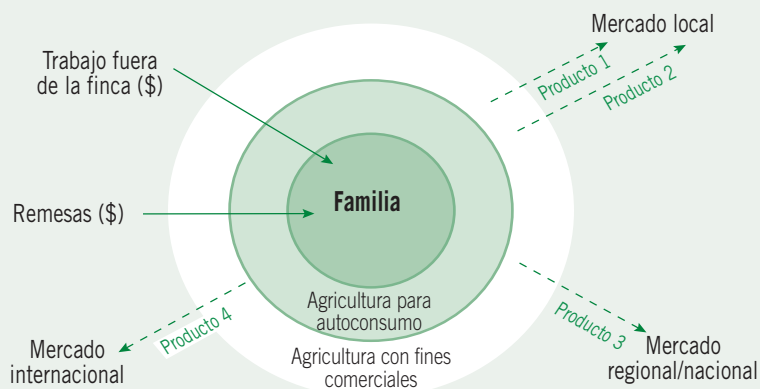 Mercado local
Trabajo fuera
de la finca ($)
Producto 1
Producto 2
Familia
Remesas ($)
Agricultura para
autoconsumo
Producto 4
Producto 3
Mercado
internacional
Agricultura con fines
comerciales
Mercado
regional/nacional